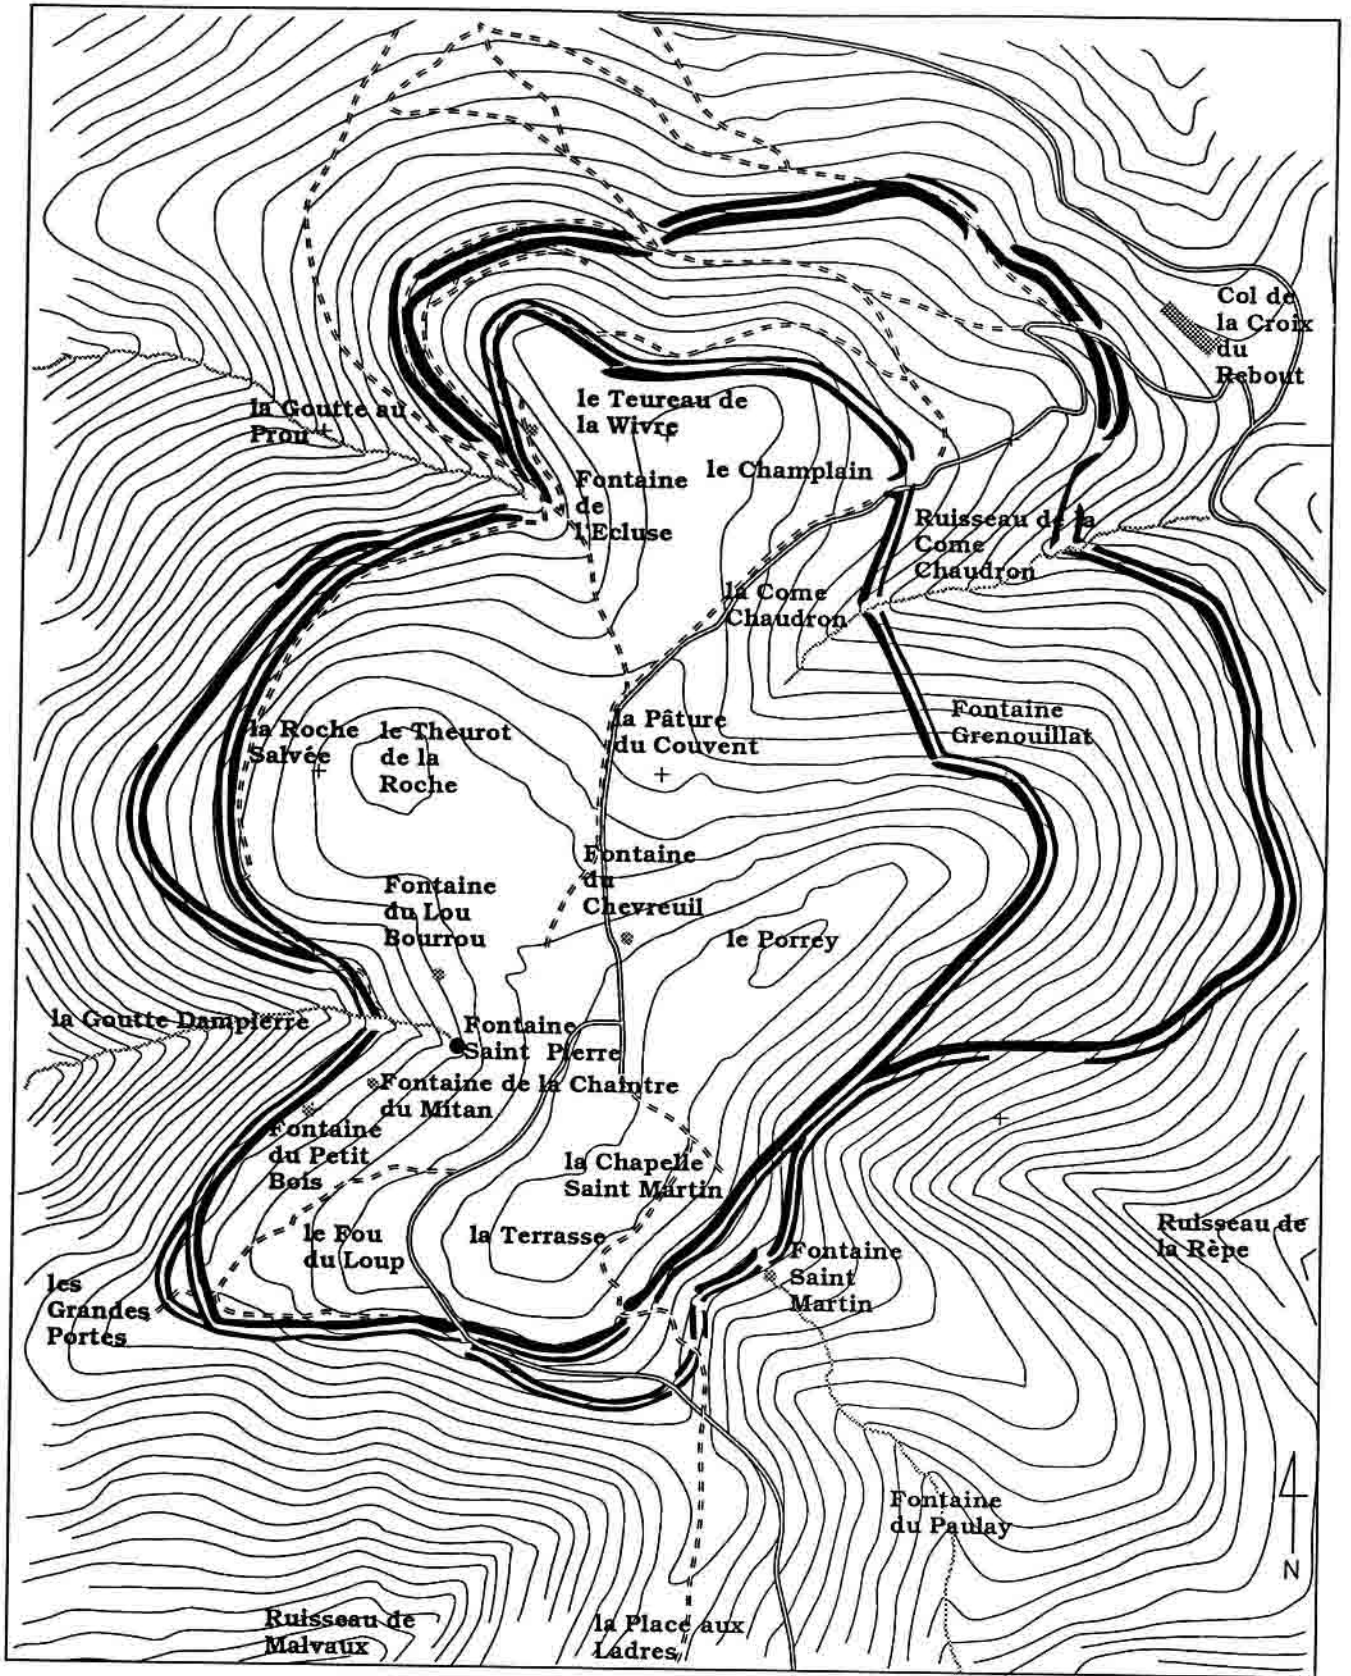 Col de
la Croix
du
Rebout
la Goutte au
Prou
le Teureau de
la Wivre
le Champlain
Fontaine
de
l'Ecluse
Ruisseau de la
Come
Chaudron
la Come
Chaudron
la Roche
Salvée
le Theurot
de la
Roche
la Pâture
du Couvent
Fontaine
Grenouillat
Fontaine
du
Chevreuil
Fontaine
du Lou
Bourrou
le Porrey
la Goutte Dampierre
Fontaine
Saint Pierre
Fontaine de la Chaintre
du Mitan
Fontaine
du Petit
Bois
la Chapelle
Saint Martin
le Fou
du Loup
la Terrasse
Fontaine
Saint
Martin
Ruisseau de
la Rèpe
les
Grandes
Portes
Fontaine
du Paulay
N
Ruisseau de
Malvaux
la Place aux
Ladres